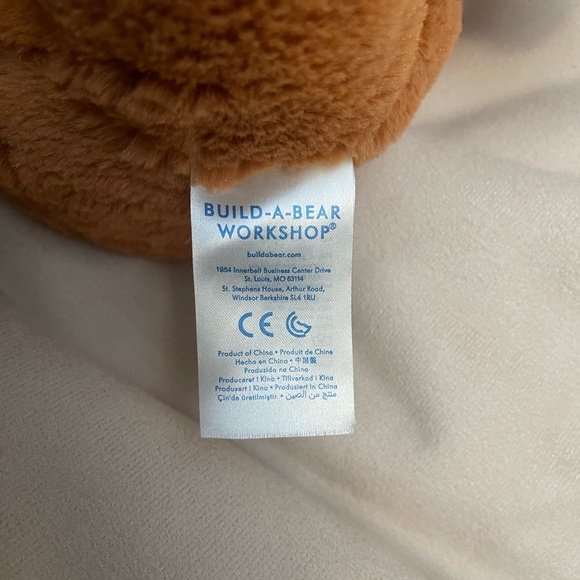 BUILD-A-BEAR
WORKSHOP®
buildabear.com
1954 Innerbelt Business Center Drive
St. Louis, MO 63114
St. Stephens House, Arthur Road,
Windsor Berkshire SL4 1RU
CE
Product of China • Produit de Chine
Hecho en China • 中国製
Produzido na China
Produceret i Kina • Tillverkad i Kina
Produsert i Kina • Produziert in China
Çin'de üretilmiştir. • منتج من الصين